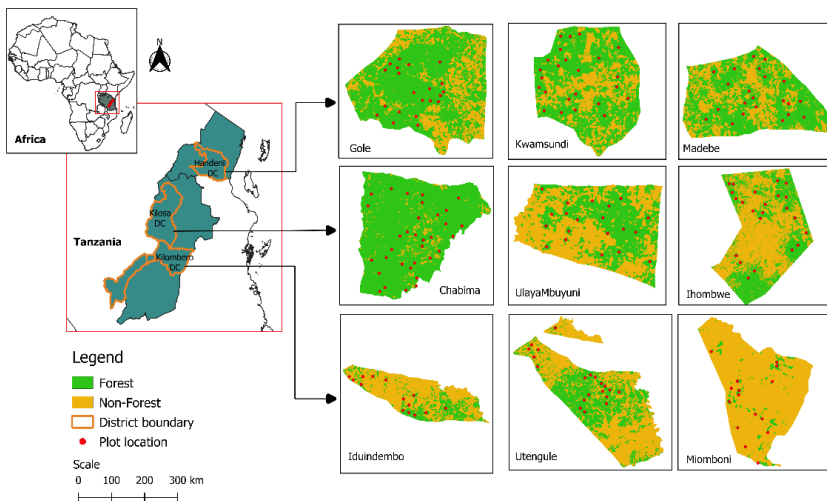 Africa
Tanzania
Handeni
DC
Kilosa
DC
Kilombero
DC
Gole
Kwamsundi
Madebe
Chabima
UlayaMbuyuni
Ihombwe
Iduindembo
Utengule
Miomboni
Legend
Forest
Non-Forest
District boundary
Plot location
Scale
0 100 200 300 km